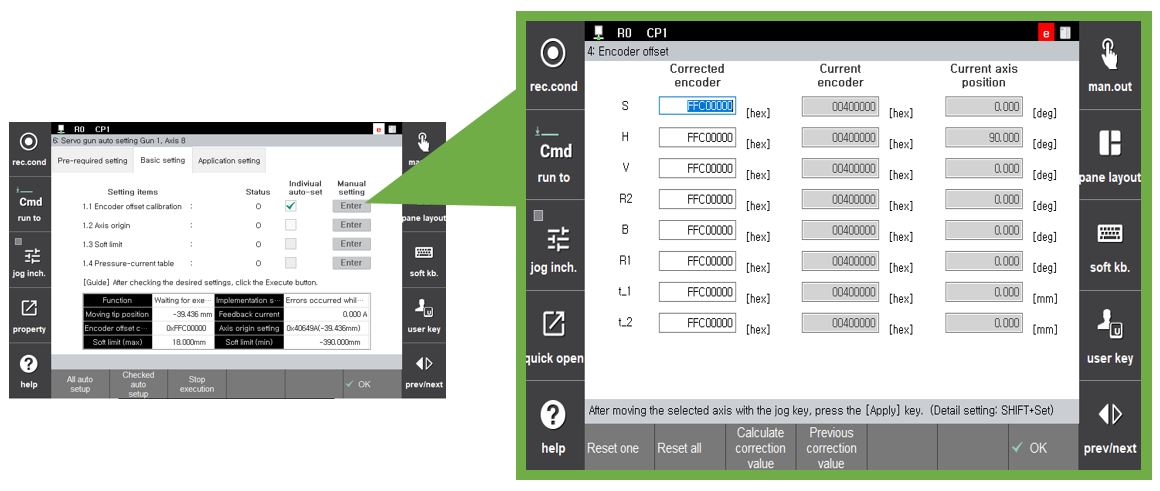 R0 CP1
6: Servo gun auto setting Gun 1, Axis 8
rec.cond
Cmd
run to
jog inch.
property
help
Pre-required setting Basic setting Application setting
Setting items Status Indiviual auto-set Manual setting
1.1 Encoder offset calibration : O Enter
1.2 Axis origin : O Enter
1.3 Soft limit : O Enter
1.4 Pressure-current table : O Enter
[Guide] After checking the desired settings, click the Execute button.
Function Waiting for exe··· Implementation s··· Errors occurred whil···
Moving tip position -39.436 mm Feedback current 0.000 A
Encoder offset c··· 0xFFC00000 Axis origin setting 0x40649A(-39.436mm)
Soft limit (max) 18.000mm Soft limit (min) -390.000mm
All auto setup Checked auto setup Stop execution OK
pane layout
soft kb.
user key
prev/next
R0 CP1 e
4: Encoder offset
rec.cond
Cmd
run to
jog inch.
quick open
help
Corrected encoder Current encoder Current axis position
S FFC00000 [hex] 00400000 [hex] 0.000 [deg]
H FFC00000 [hex] 00400000 [hex] 90.000 [deg]
V FFC00000 [hex] 00400000 [hex] 0.000 [deg]
R2 FFC00000 [hex] 00400000 [hex] 0.000 [deg]
B FFC00000 [hex] 00400000 [hex] 0.000 [deg]
R1 FFC00000 [hex] 00400000 [hex] 0.000 [deg]
t_1 FFC00000 [hex] 00400000 [hex] 0.000 [mm]
t_2 FFC00000 [hex] 00400000 [hex] 0.000 [mm]
After moving the selected axis with the jog key, press the [Apply] key. (Detail setting: SHIFT+Set)
Reset one Reset all Calculate correction value Previous correction value OK
man.out
pane layout
soft kb.
U
user key
prev/next